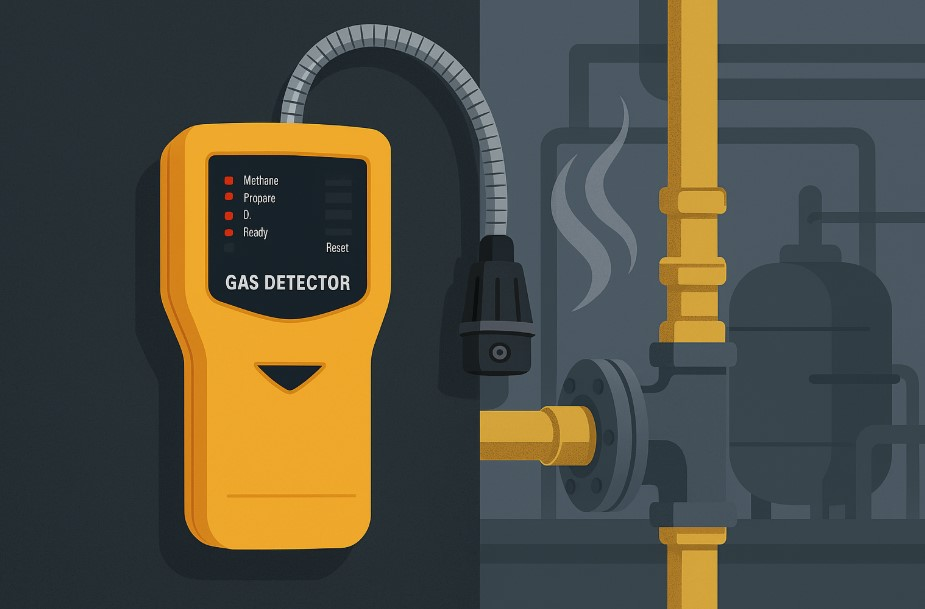 Methane
Propare
D.
Ready
Reset
GAS DETECTOR